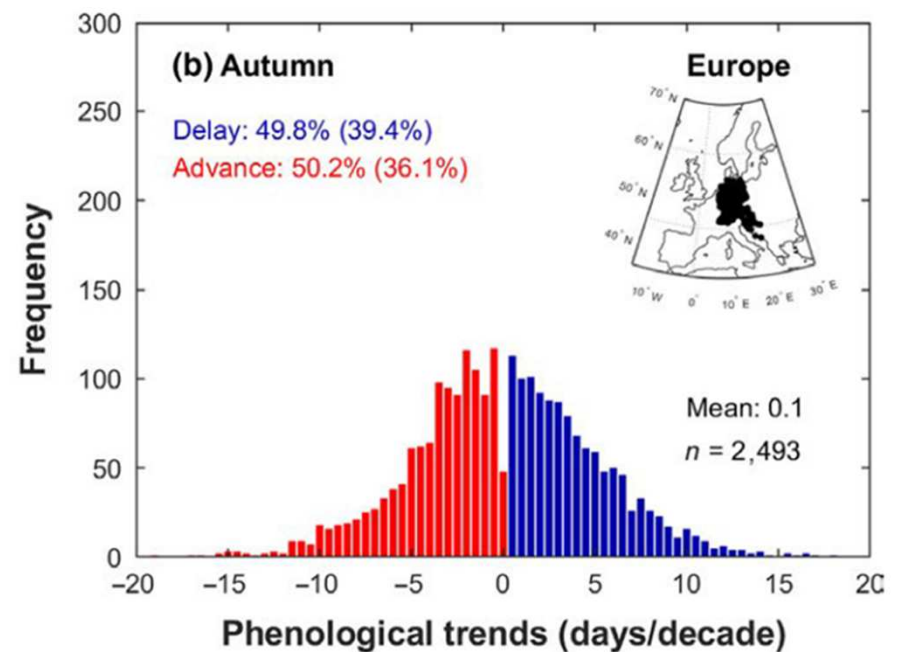 300
250
200
150
100
50
0
Frequency
(b) Autumn
Delay: 49.8% (39.4%)
Advance: 50.2% (36.1%)
Europe
70°N
60°N
50°N
40°N
10°W 0° 10°E 20°E 30°E
Mean: 0.1
n = 2,493
−20 −15 −10 −5 0 5 10 15 20
Phenological trends (days/decade)